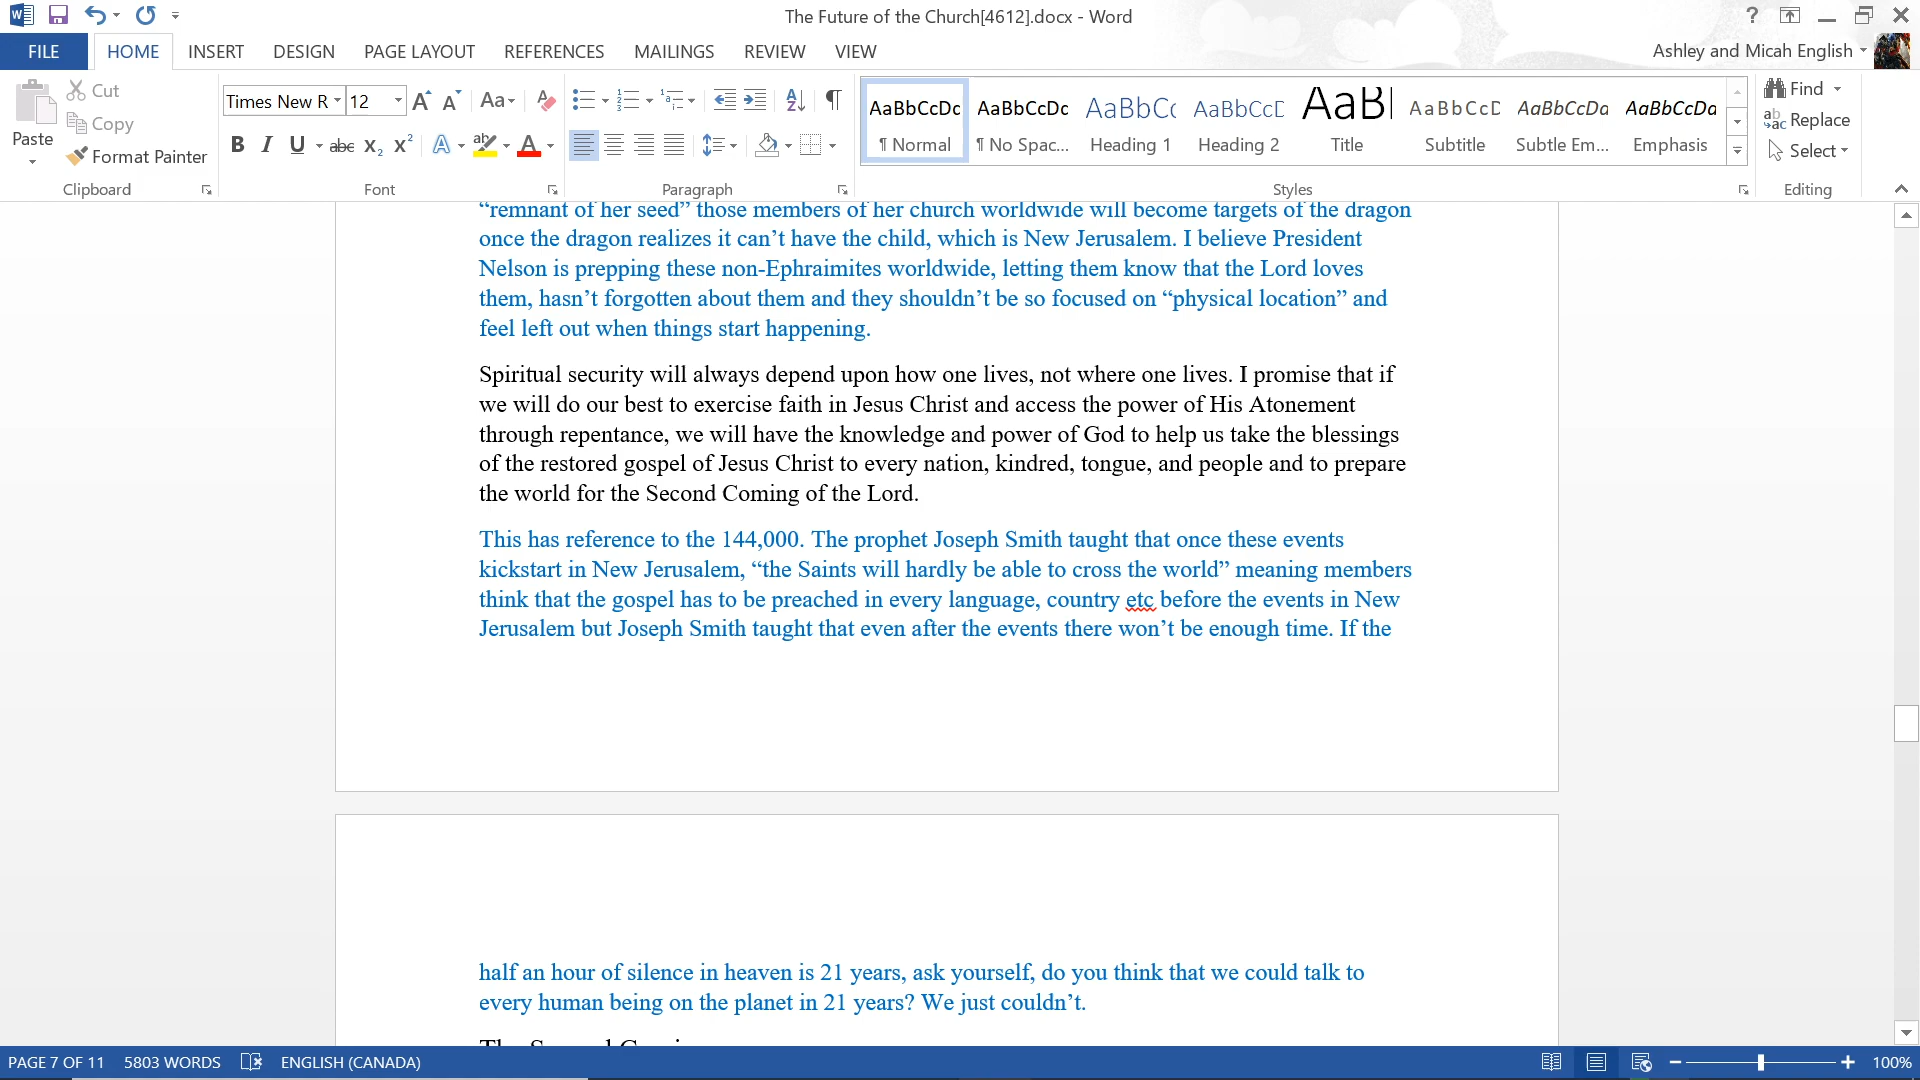 The Future of the Church[4612].docx - Word
?
FILE HOME INSERT DESIGN PAGE LAYOUT REFERENCES MAILINGS REVIEW VIEW
Ashley and Micah English
Paste
Cut
Copy
Format Painter
Clipboard
Times New R 12
Font
Paragraph
AaBbCcDc AaBbCcDc AaBbCc AaBbCcC AaBl AaBbCcC AaBbCcDc AaBbCcDc
¶ Normal ¶ No Spac... Heading 1 Heading 2 Title Subtitle Subtle Em... Emphasis
Styles
Find
Replace
Select
Editing
“remnant of her seed” those members of her church worldwide will become targets of the dragon
once the dragon realizes it can’t have the child, which is New Jerusalem. I believe President
Nelson is prepping these non-Ephraimites worldwide, letting them know that the Lord loves
them, hasn’t forgotten about them and they shouldn’t be so focused on “physical location” and
feel left out when things start happening.
Spiritual security will always depend upon how one lives, not where one lives. I promise that if
we will do our best to exercise faith in Jesus Christ and access the power of His Atonement
through repentance, we will have the knowledge and power of God to help us take the blessings
of the restored gospel of Jesus Christ to every nation, kindred, tongue, and people and to prepare
the world for the Second Coming of the Lord.
This has reference to the 144,000. The prophet Joseph Smith taught that once these events
kickstart in New Jerusalem, “the Saints will hardly be able to cross the world” meaning members
think that the gospel has to be preached in every language, country etc before the events in New
Jerusalem but Joseph Smith taught that even after the events there won’t be enough time. If the
half an hour of silence in heaven is 21 years, ask yourself, do you think that we could talk to
every human being on the planet in 21 years? We just couldn’t.
PAGE 7 OF 11 5803 WORDS ENGLISH (CANADA)
100%